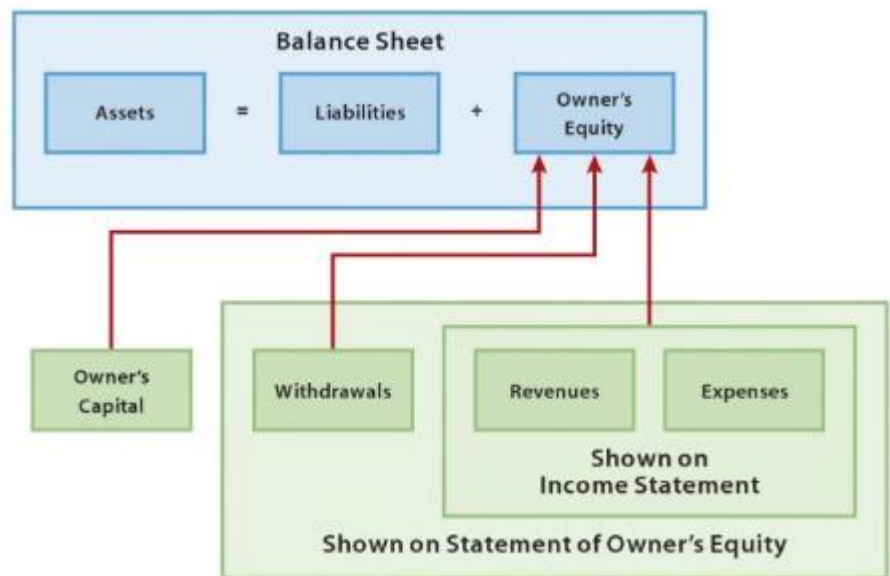 Balance Sheet
Assets
=
Liabilities
+
Owner's
Equity
Owner's
Capital
Withdrawals
Revenues
Expenses
Shown on
Income Statement
Shown on Statement of Owner's Equity